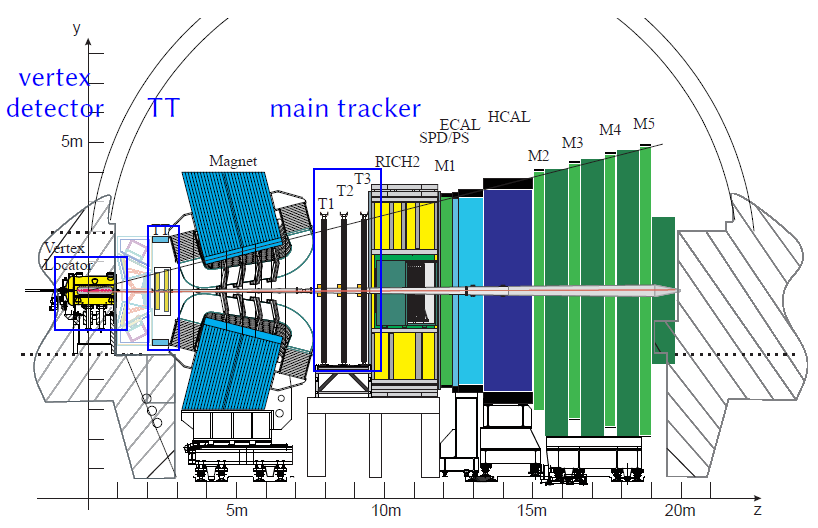 y
vertex
detector
TT
main tracker
5m
Magnet
T1
T2
T3
RICH2
SPD/PS
ECAL
HCAL
M1
M2
M3
M4
M5
TT
Vertex
Locator
5m
10m
15m
20m
z